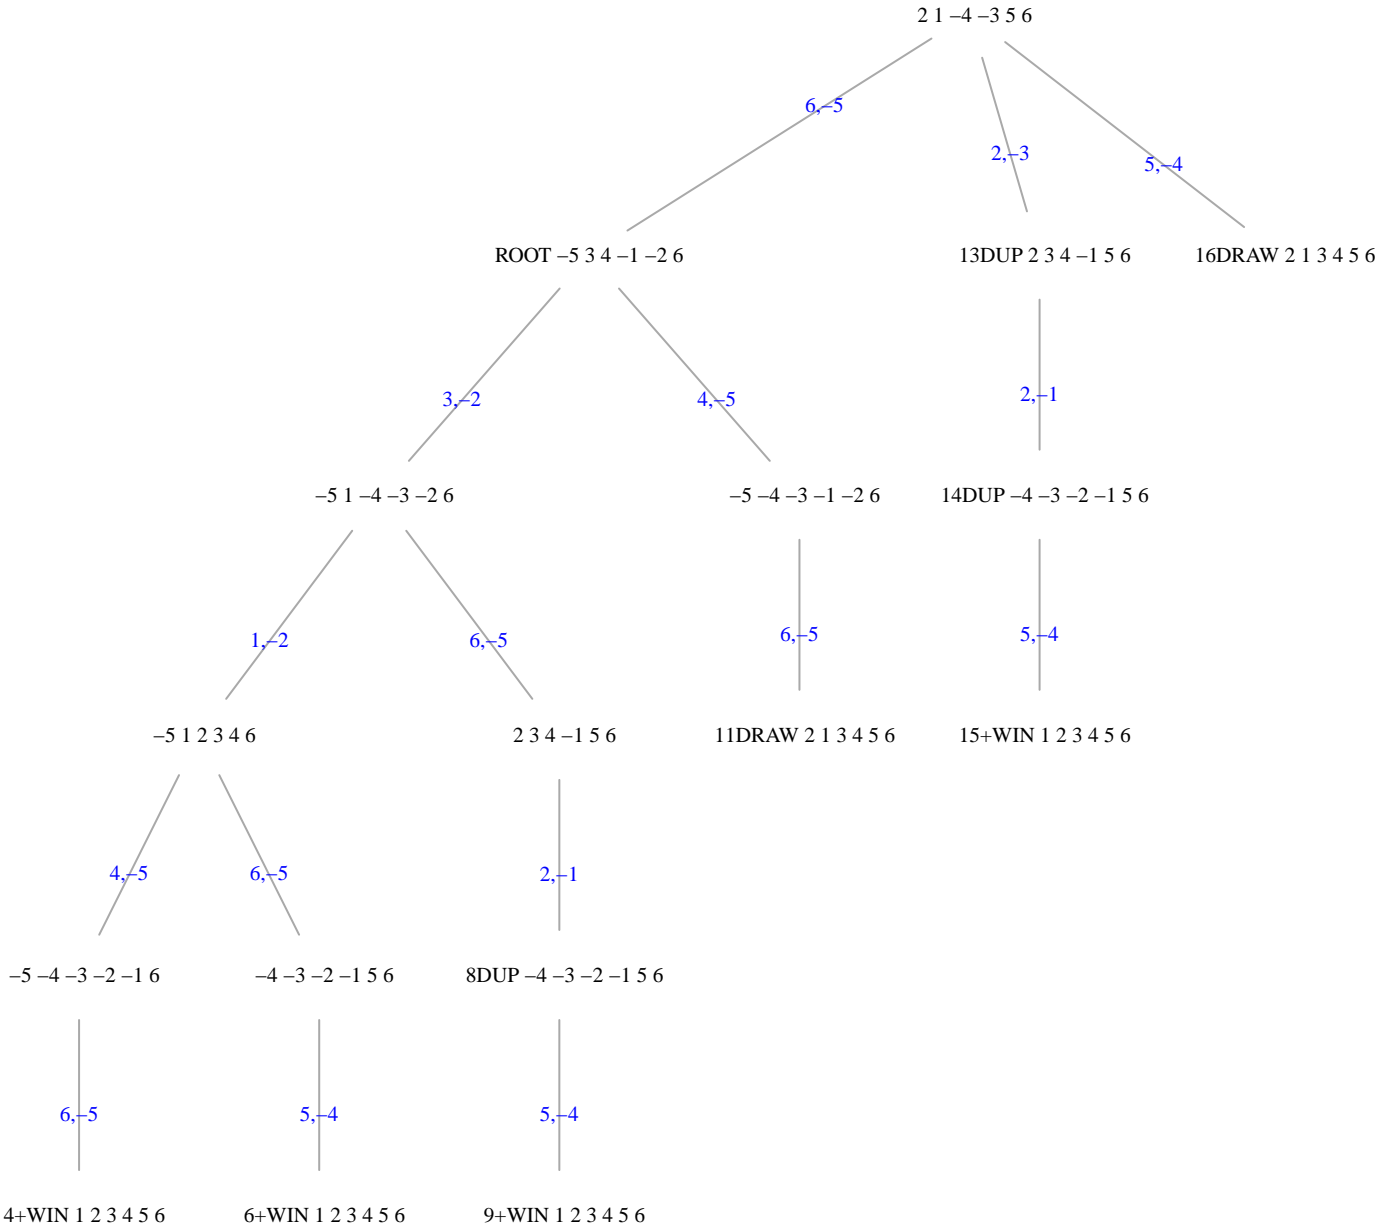 2 1 –4 –3 5 6
6,–5
2,–3
5,–4
ROOT –5 3 4 –1 –2 6
13DUP 2 3 4 –1 5 6
16DRAW 2 1 3 4 5 6
3,–2
4,–5
2,–1
–5 1 –4 –3 –2 6
–5 –4 –3 –1 –2 6
14DUP –4 –3 –2 –1 5 6
1,–2
6,–5
6,–5
5,–4
–5 1 2 3 4 6
2 3 4 –1 5 6
11DRAW 2 1 3 4 5 6
15+WIN 1 2 3 4 5 6
4,–5
6,–5
2,–1
–5 –4 –3 –2 –1 6
–4 –3 –2 –1 5 6
8DUP –4 –3 –2 –1 5 6
6,–5
5,–4
5,–4
4+WIN 1 2 3 4 5 6
6+WIN 1 2 3 4 5 6
9+WIN 1 2 3 4 5 6